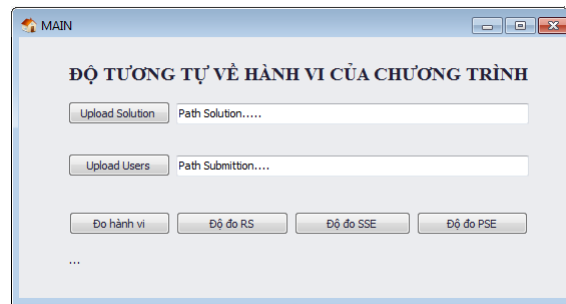 MAIN
ĐỘ TƯƠNG TỰ VỀ HÀNH VI CỦA CHƯƠNG TRÌNH
Upload Solution Path Solution.....
Upload Users Path Submittion....
Đo hành vi Độ đo RS Độ đo SSE Độ đo PSE
...